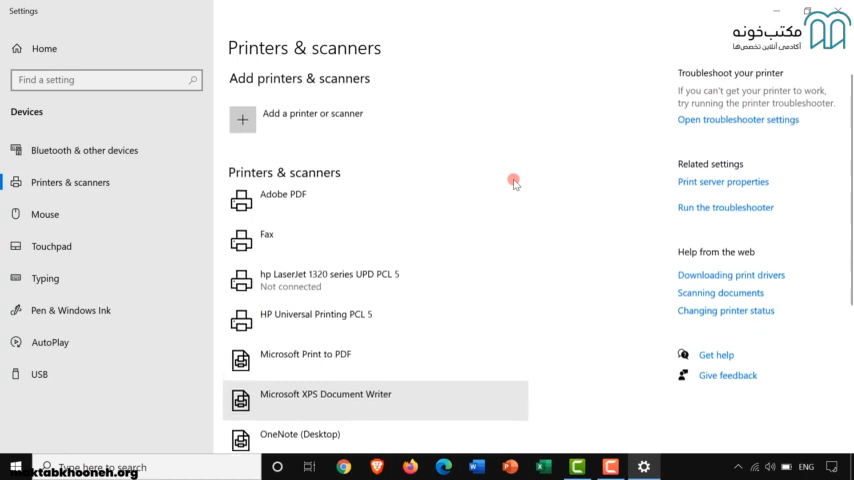 Settings
مکتب‌خونه
آکادمی آنلاین تخصص‌ها
Home
Find a setting
Devices
Bluetooth & other devices
Printers & scanners
Mouse
Touchpad
Typing
Pen & Windows Ink
AutoPlay
USB
Printers & scanners
Add printers & scanners
Add a printer or scanner
Printers & scanners
Adobe PDF
Fax
hp LaserJet 1320 series UPD PCL 5
Not connected
HP Universal Printing PCL 5
Microsoft Print to PDF
Microsoft XPS Document Writer
OneNote (Desktop)
Troubleshoot your printer
If you can't get your printer to work,
try running the printer troubleshooter.
Open troubleshooter settings
Related settings
Print server properties
Run the troubleshooter
Help from the web
Downloading print drivers
Scanning documents
Changing printer status
Get help
Give feedback
Type here to search
maktabkhooneh.org
ENG